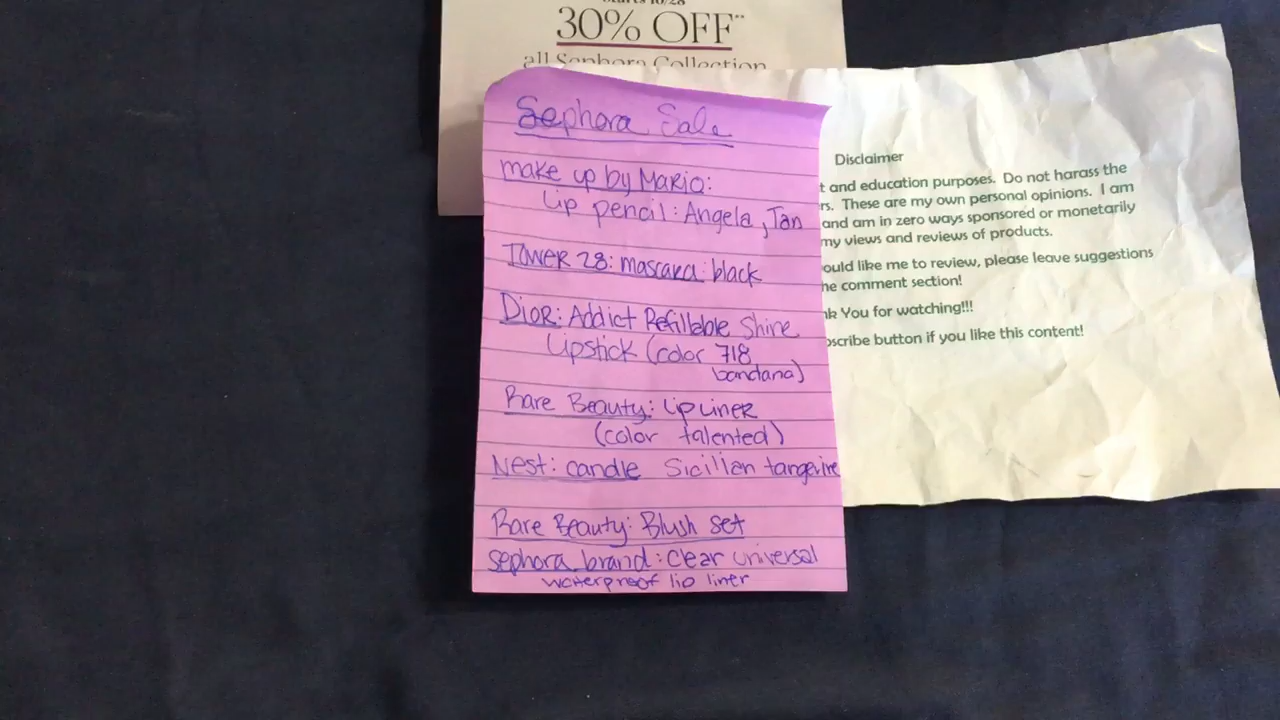 30% OFF**
all Sephora Collection
Sephora Sale
make up by Mario:
Lip pencil: Angela, Tan
TOWER 28: mascara: black
Dior: Addict Refillable Shine
Lipstick (color 718
bandana)
Rare Beauty: Lip Liner
(color talented)
Nest: candle Sicilian tangerine
Rare Beauty: Blush set
sephora brand: clear universal
waterproof lip liner
Disclaimer
t and education purposes. Do not harass the
rs. These are my own personal opinions. I am
and am in zero ways sponsored or monetarily
my views and reviews of products.
ould like me to review, please leave suggestions
he comment section!
nk You for watching!!!
bscribe button if you like this content!